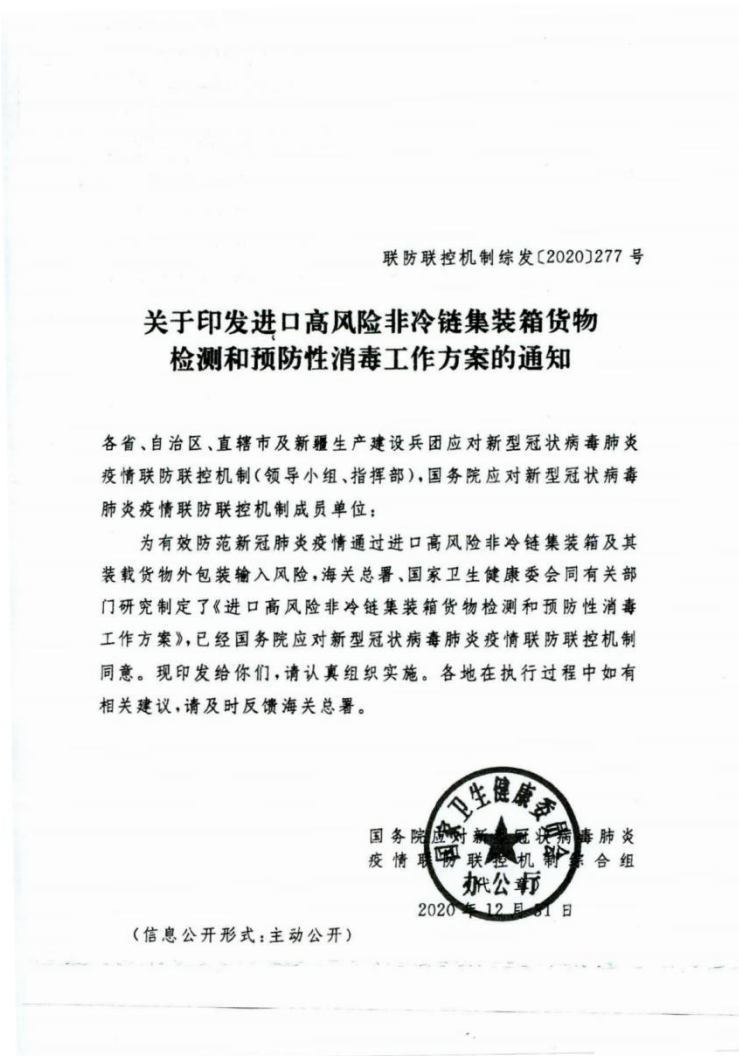 联防联控机制综发〔2020〕277号
关于印发进口高风险非冷链集装箱货物
检测和预防性消毒工作方案的通知
各省、自治区、直辖市及新疆生产建设兵团应对新型冠状病毒肺炎
疫情联防联控机制(领导小组、指挥部),国务院应对新型冠状病毒
肺炎疫情联防联控机制成员单位:
为有效防范新冠肺炎疫情通过进口高风险非冷链集装箱及其
装载货物外包装输入风险,海关总署、国家卫生健康委会同有关部
门研究制定了《进口高风险非冷链集装箱货物检测和预防性消毒
工作方案》,已经国务院应对新型冠状病毒肺炎疫情联防联控机制
同意。现印发给你们,请认真组织实施。各地在执行过程中如有
相关建议,请及时反馈海关总署。
国务院应对新型冠状病毒肺炎
疫情联防联控机制综合组
(代章)
2020年12月31日
国家卫生健康委员会
办公厅
(信息公开形式:主动公开)